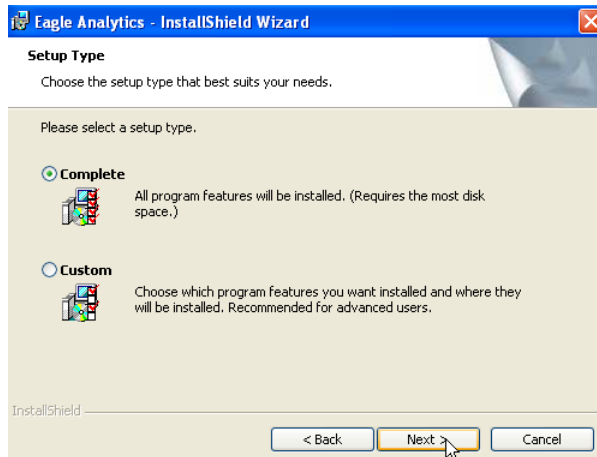 Eagle Analytics - InstallShield Wizard
Setup Type
Choose the setup type that best suits your needs.
Please select a setup type.
Complete
All program features will be installed. (Requires the most disk
space.)
Custom
Choose which program features you want installed and where they
will be installed. Recommended for advanced users.
InstallShield
< Back Next > Cancel